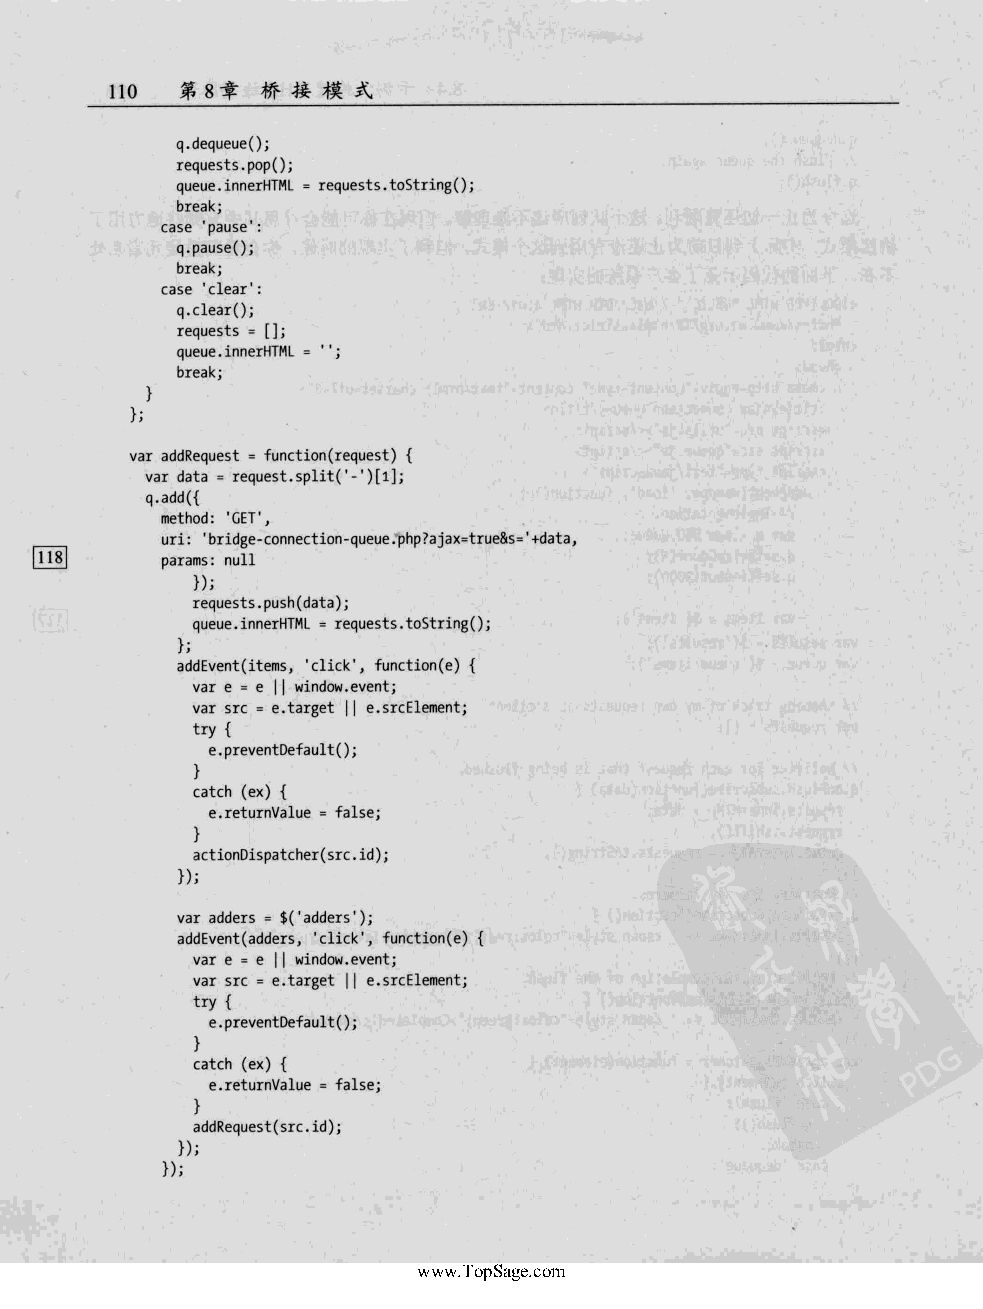 110 第8章 桥接模式
q.dequeue();
requests.pop();
queue.innerHTML = requests.toString();
break;
case 'pause':
q.pause();
break;
case 'clear':
q.clear();
requests = [];
queue.innerHTML = '';
break;
}
};
var addRequest = function(request) {
var data = request.split('-')[1];
q.add({
method: 'GET',
uri: 'bridge-connection-queue.php?ajax=true&s='+data,
118
params: null
});
requests.push(data);
queue.innerHTML = requests.toString();
};
addEvent(items, 'click', function(e) {
var e = e || window.event;
var src = e.target || e.srcElement;
try {
e.preventDefault();
}
catch (ex) {
e.returnValue = false;
}
actionDispatcher(src.id);
});
var adders = $('adders');
addEvent(adders, 'click', function(e) {
var e = e || window.event;
var src = e.target || e.srcElement;
try {
e.preventDefault();
}
catch (ex) {
e.returnValue = false;
}
addRequest(src.id);
});
});
PDG
www.TopSage.com